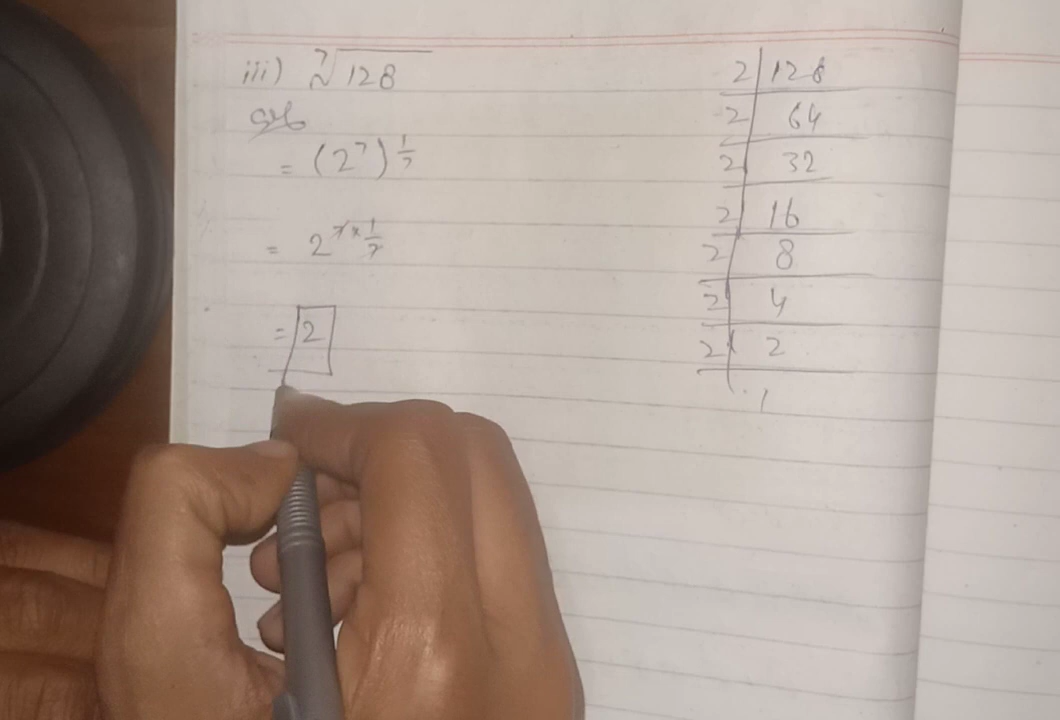 iii) ⁷√128
Sol
= (2⁷)^(1/7)
= 2^(7×1/7)
= 2
2 | 128
2 | 64
2 | 32
2 | 16
2 | 8
2 | 4
2 | 2
1